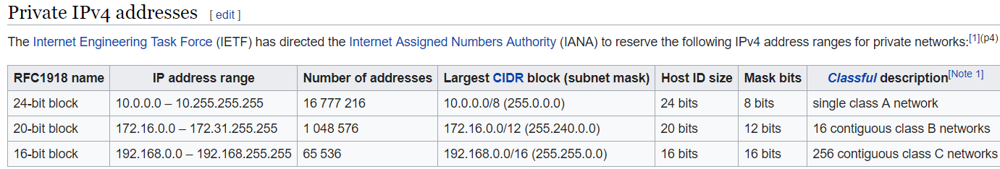 Private IPv4 addresses [ edit ]
The Internet Engineering Task Force (IETF) has directed the Internet Assigned Numbers Authority (IANA) to reserve the following IPv4 address ranges for private networks:[1](p4)
RFC1918 name IP address range Number of addresses Largest CIDR block (subnet mask) Host ID size Mask bits Classful description[Note 1]
24-bit block 10.0.0.0 – 10.255.255.255 16 777 216 10.0.0.0/8 (255.0.0.0) 24 bits 8 bits single class A network
20-bit block 172.16.0.0 – 172.31.255.255 1 048 576 172.16.0.0/12 (255.240.0.0) 20 bits 12 bits 16 contiguous class B networks
16-bit block 192.168.0.0 – 192.168.255.255 65 536 192.168.0.0/16 (255.255.0.0) 16 bits 16 bits 256 contiguous class C networks